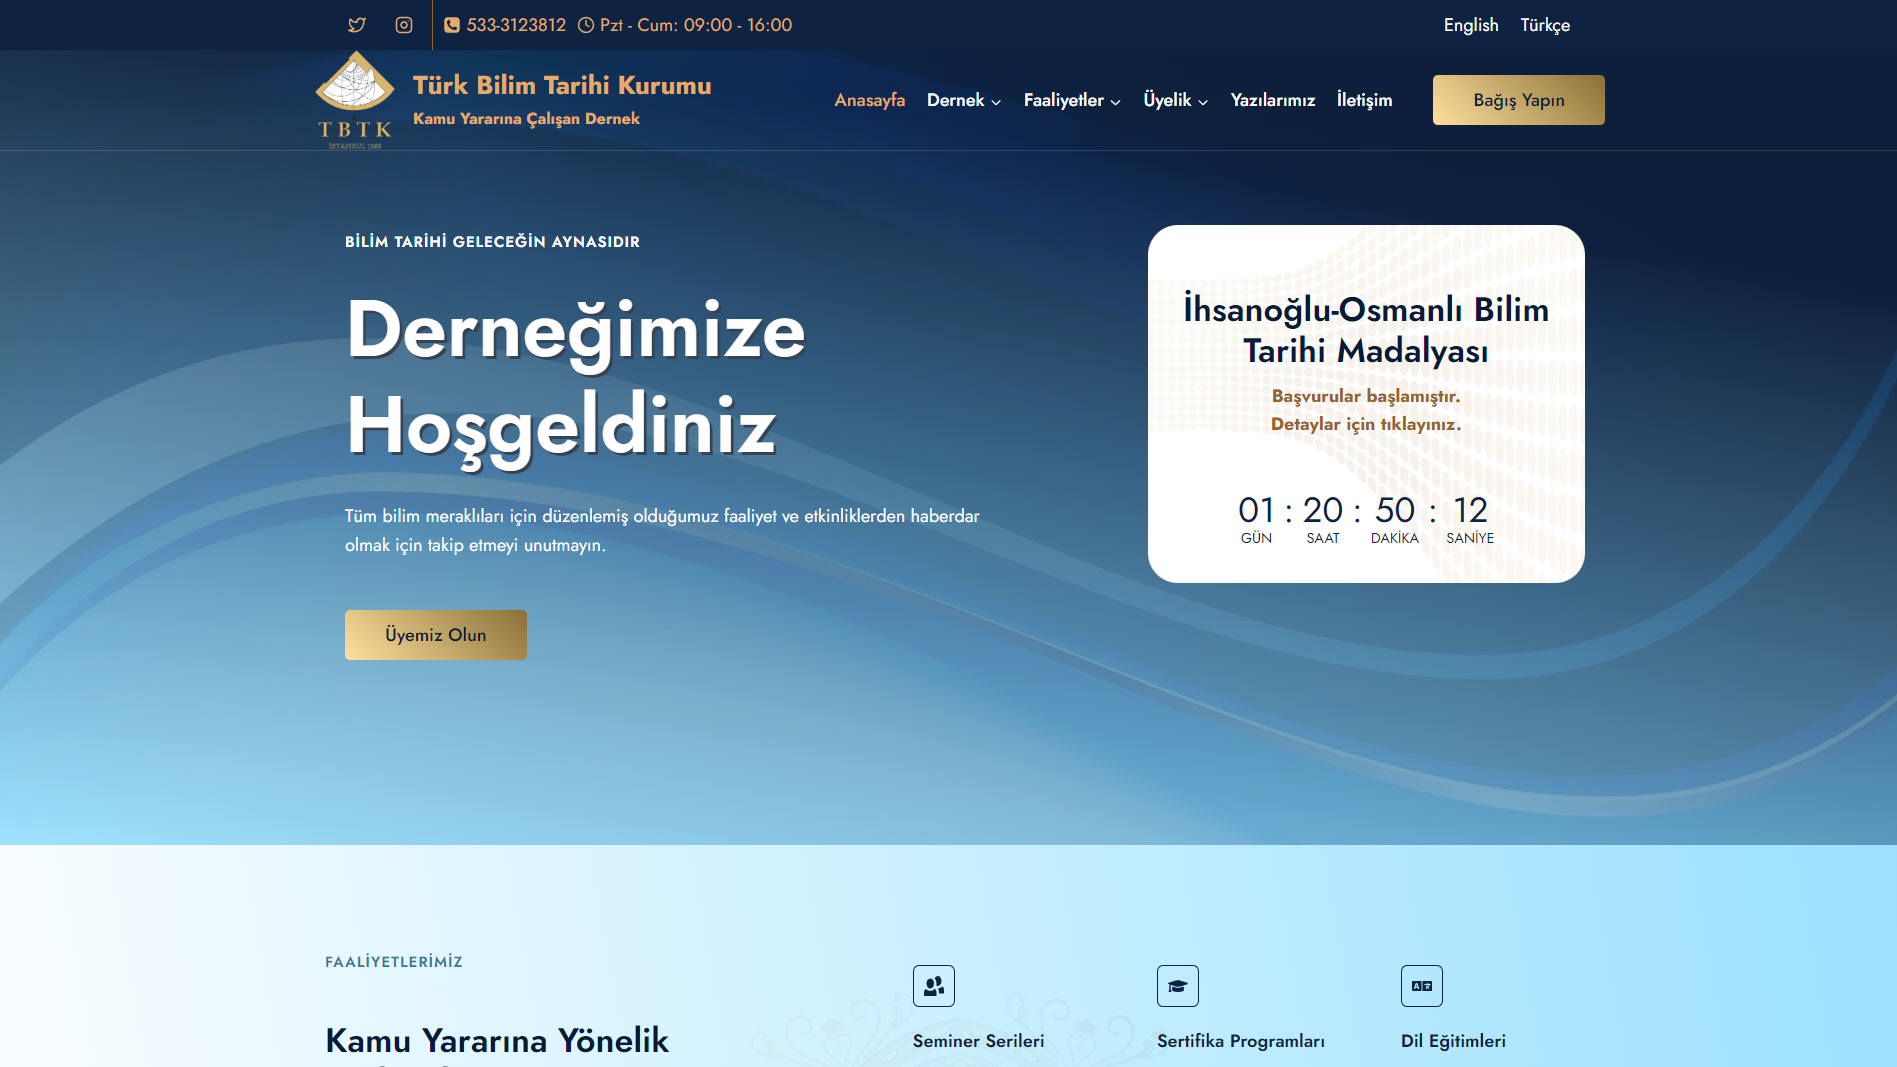 533-3123812 Pzt - Cum: 09:00 - 16:00
English Türkçe
TBTK
İSTANBUL 1989
Türk Bilim Tarihi Kurumu
Kamu Yararına Çalışan Dernek
Anasayfa Dernek Faaliyetler Üyelik Yazılarımız İletişim Bağış Yapın
BİLİM TARİHİ GELECEĞİN AYNASIDIR
Derneğimize
Hoşgeldiniz
Tüm bilim meraklıları için düzenlemiş olduğumuz faaliyet ve etkinliklerden haberdar
olmak için takip etmeyi unutmayın.
Üyemiz Olun
İhsanoğlu-Osmanlı Bilim
Tarihi Madalyası
Başvurular başlamıştır.
Detaylar için tıklayınız.
01 : 20 : 50 : 12
GÜN SAAT DAKİKA SANİYE
FAALİYETLERİMİZ
Kamu Yararına Yönelik
Seminer Serileri
Sertifika Programları
Dil Eğitimleri